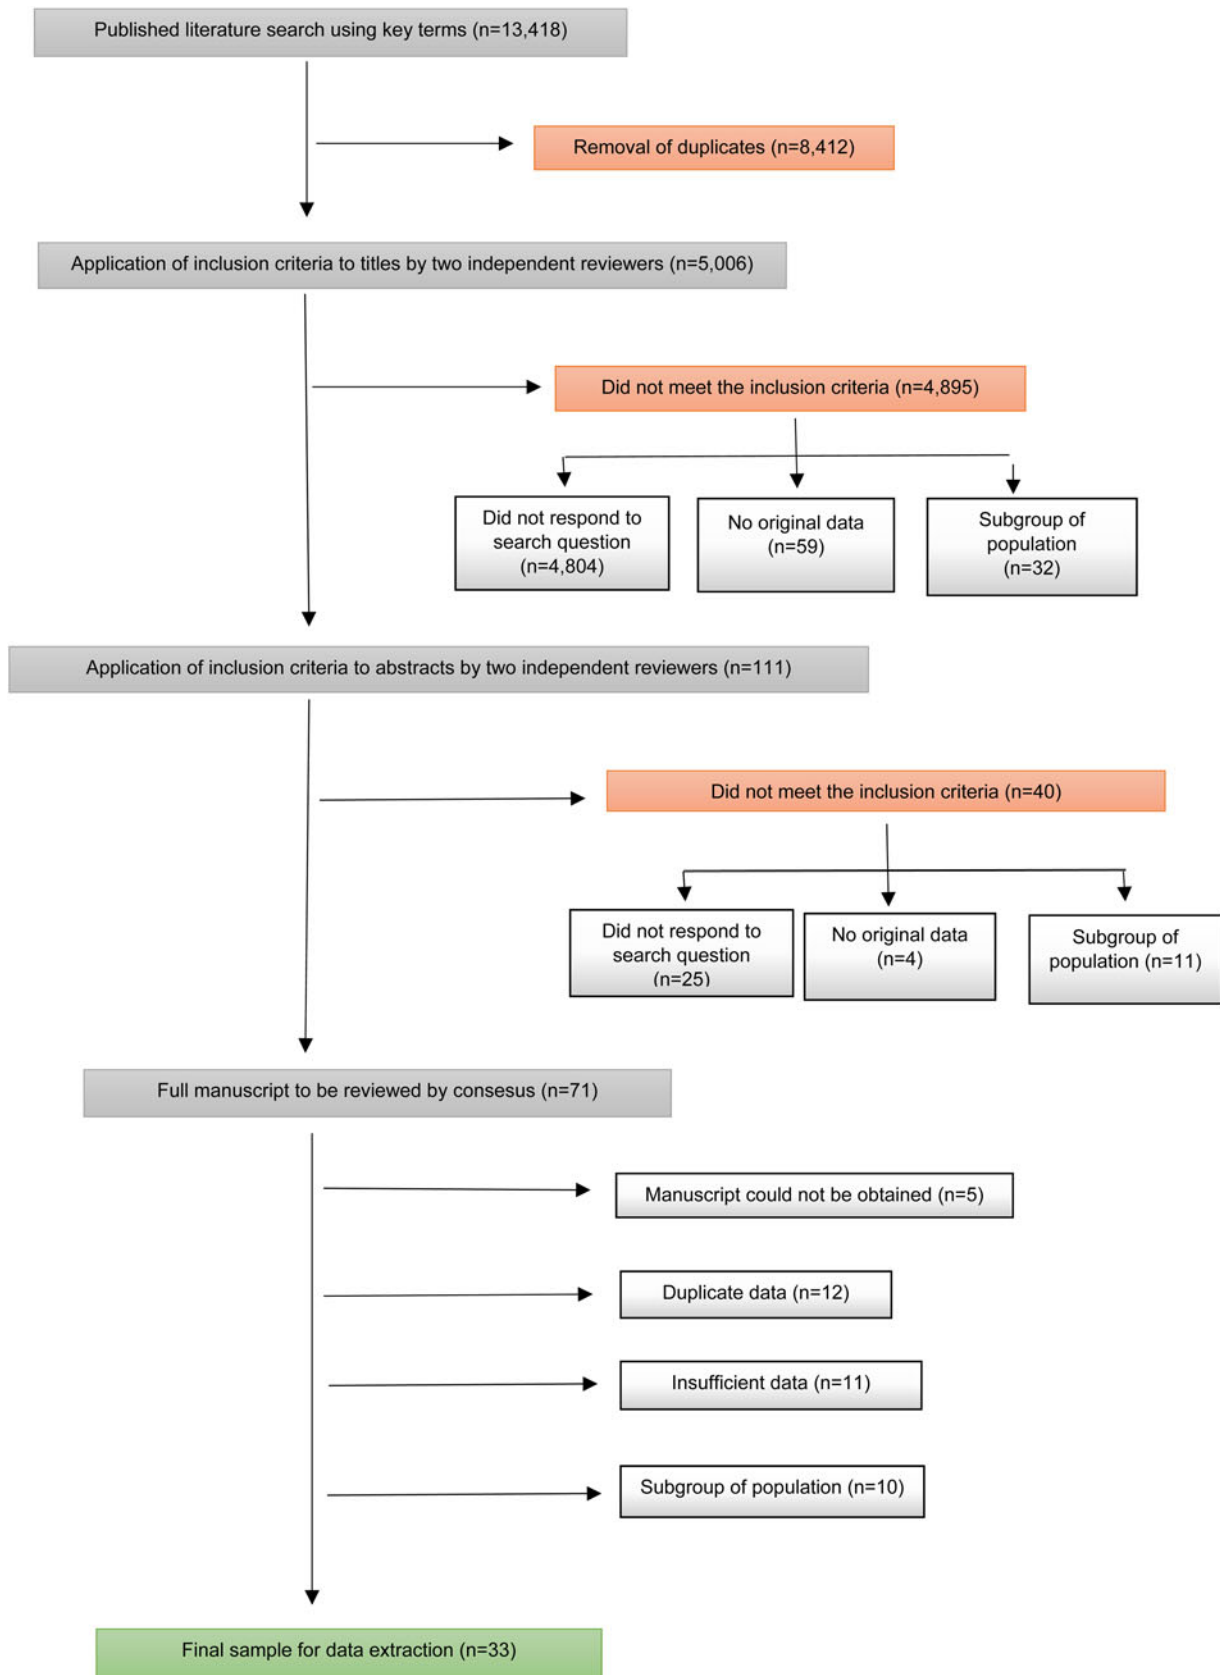 Published literature search using key terms (n=13,418)
Removal of duplicates (n=8,412)
Application of inclusion criteria to titles by two independent reviewers (n=5,006)
Did not meet the inclusion criteria (n=4,895)
Did not respond to
search question
(n=4,804)
No original data
(n=59)
Subgroup of
population
(n=32)
Application of inclusion criteria to abstracts by two independent reviewers (n=111)
Did not meet the inclusion criteria (n=40)
Did not respond to
search question
(n=25)
No original data
(n=4)
Subgroup of
population (n=11)
Full manuscript to be reviewed by consesus (n=71)
Manuscript could not be obtained (n=5)
Duplicate data (n=12)
Insufficient data (n=11)
Subgroup of population (n=10)
Final sample for data extraction (n=33)